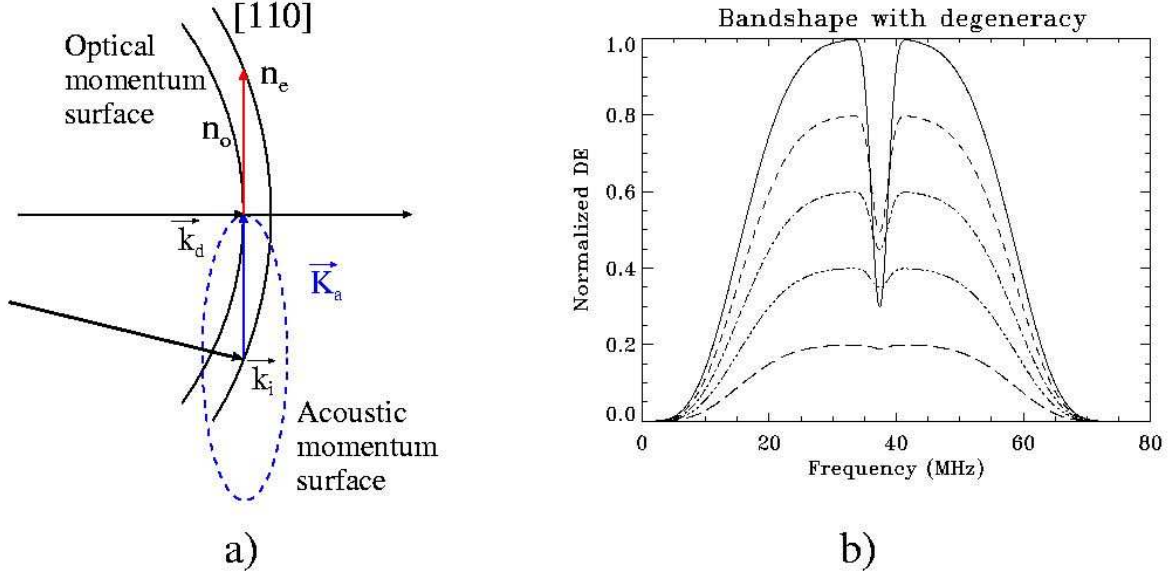 [110]
Optical
momentum
surface
n_e
n_o
k_d
K_a
k_i
Acoustic
momentum
surface
a)
Bandshape with degeneracy
Normalized DE
1.0
0.8
0.6
0.4
0.2
0.0
0 20 40 60 80
Frequency (MHz)
b)